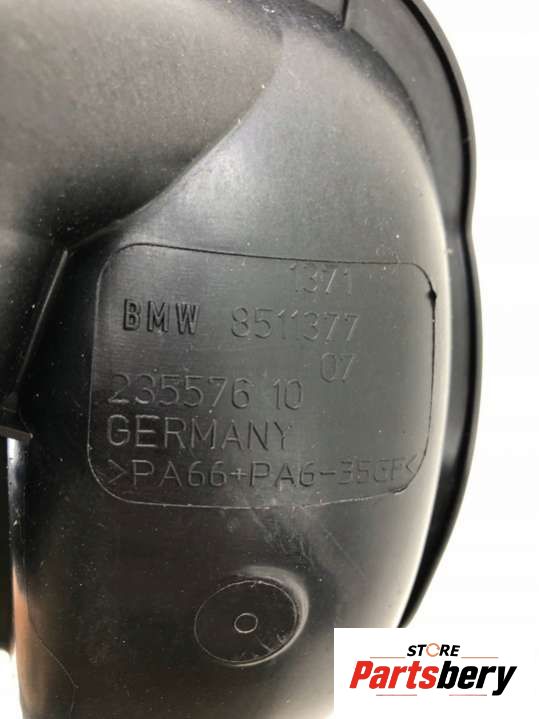 1371
BMW 8511377
07
235576 10
GERMANY
>PA66+PA6-35GF<
STORE
Partsbery